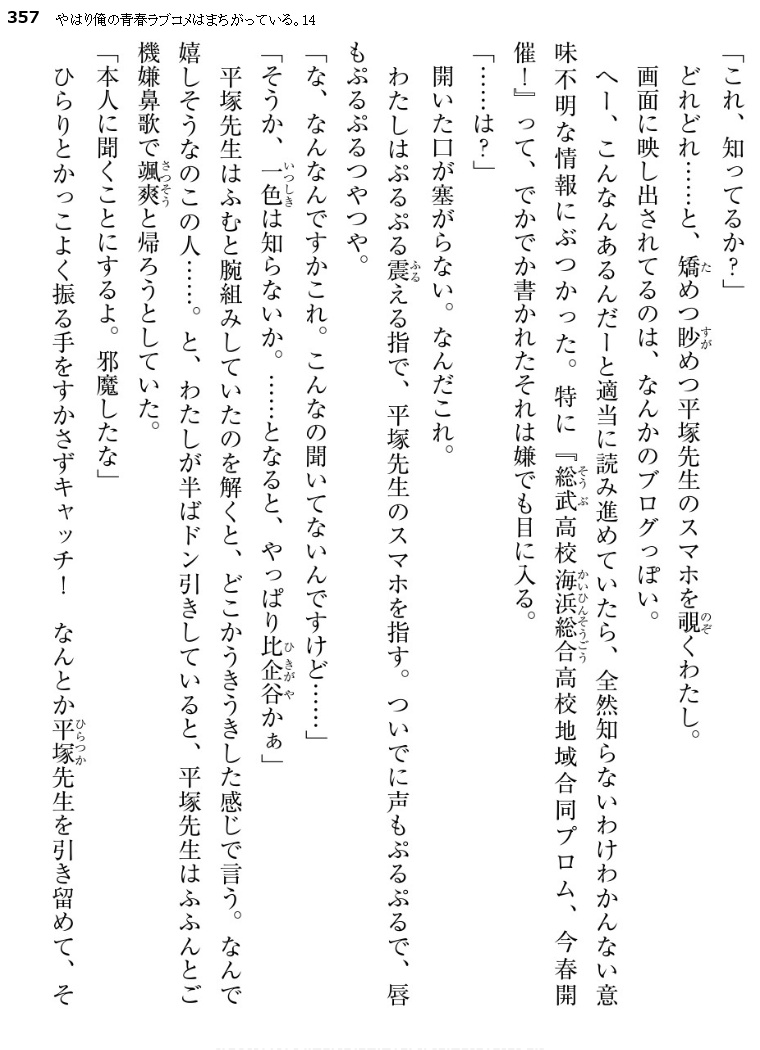 357 やはり俺の青春ラブコメはまちがっている。14
「これ、知ってるか？」
どれどれ……と、矯めつ眇めつ平塚先生のスマホを覗くわたし。
画面に映し出されてるのは、なんかのブログっぽい。
へー、こんなんあるんだーと適当に読み進めていたら、全然知らないわけわかんない意
味不明な情報にぶつかった。特に『総武高校海浜総合高校地域合同プロム、今春開
催！』って、でかでか書かれたそれは嫌でも目に入る。
「……は？」
開いた口が塞がらない。なんだこれ。
わたしはぷるぷる震える指で、平塚先生のスマホを指す。ついでに声もぷるぷるで、唇
もぷるぷるつやつや。
「な、なんなんですかこれ。こんなの聞いてないんですけど……」
「そうか、一色は知らないか。……となると、やっぱり比企谷かぁ」
平塚先生はふむと腕組みしていたのを解くと、どこかうきうきした感じで言う。なんで
嬉しそうなのこの人……。と、わたしが半ばドン引きしていると、平塚先生はふふんとご
機嫌鼻歌で颯爽と帰ろうとしていた。
「本人に聞くことにするよ。邪魔したな」
ひらりとかっこよく振る手をすかさずキャッチ！　なんとか平塚先生を引き留めて、そ